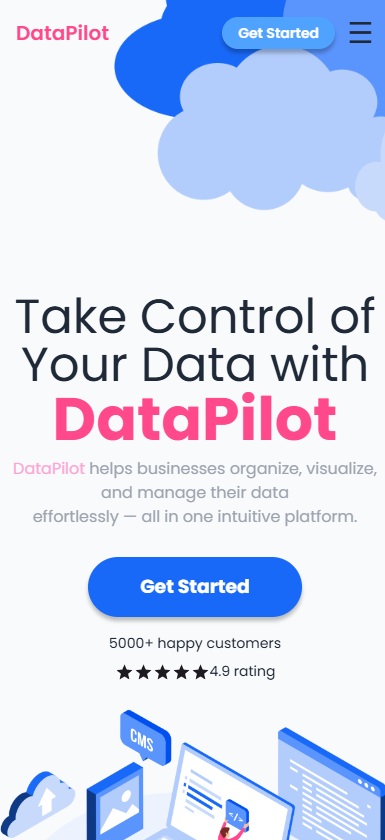 DataPilot
Get Started
Take Control of
Your Data with
DataPilot
DataPilot helps businesses organize, visualize,
and manage their data
effortlessly — all in one intuitive platform.
Get Started
5000+ happy customers
★★★★★4.9 rating
CMS
</>